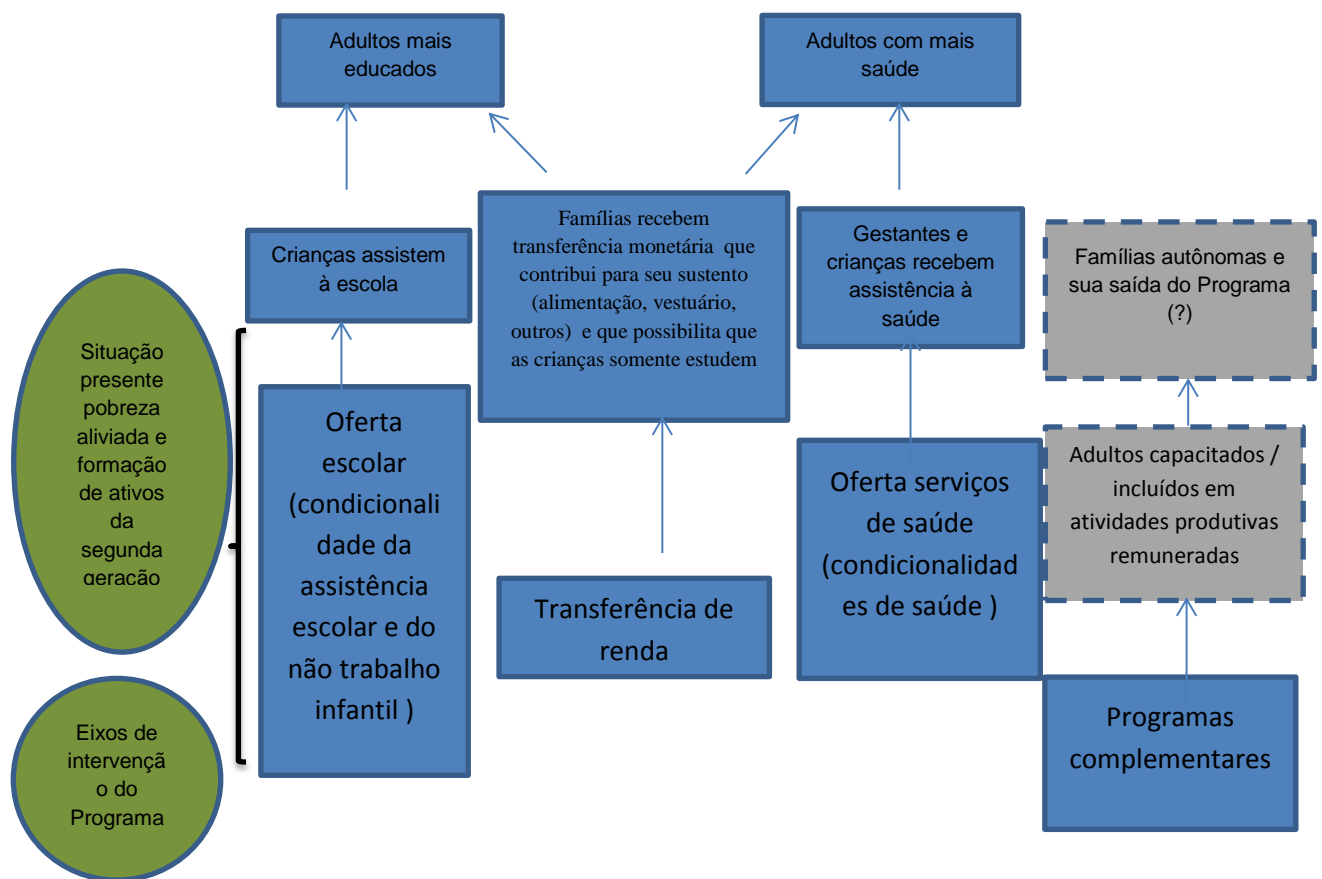 Adultos mais
educados
Adultos com mais
saúde
Crianças assistem
à escola
Famílias recebem
transferência monetária que
contribui para seu sustento
(alimentação, vestuário,
outros) e que possibilita que
as crianças somente estudem
Gestantes e
crianças recebem
assistência à
saúde
Famílias autônomas e
sua saída do Programa
(?)
Situação
presente
pobreza
aliviada e
formação
de ativos
da
segunda
geração
Oferta
escolar
(condicionali
dade da
assistência
escolar e do
não trabalho
infantil )
Transferência de
renda
Oferta serviços
de saúde
(condicionalidad
es de saúde )
Adultos capacitados /
incluídos em
atividades produtivas
remuneradas
Eixos de
intervençã
o do
Programa
Programas
complementares